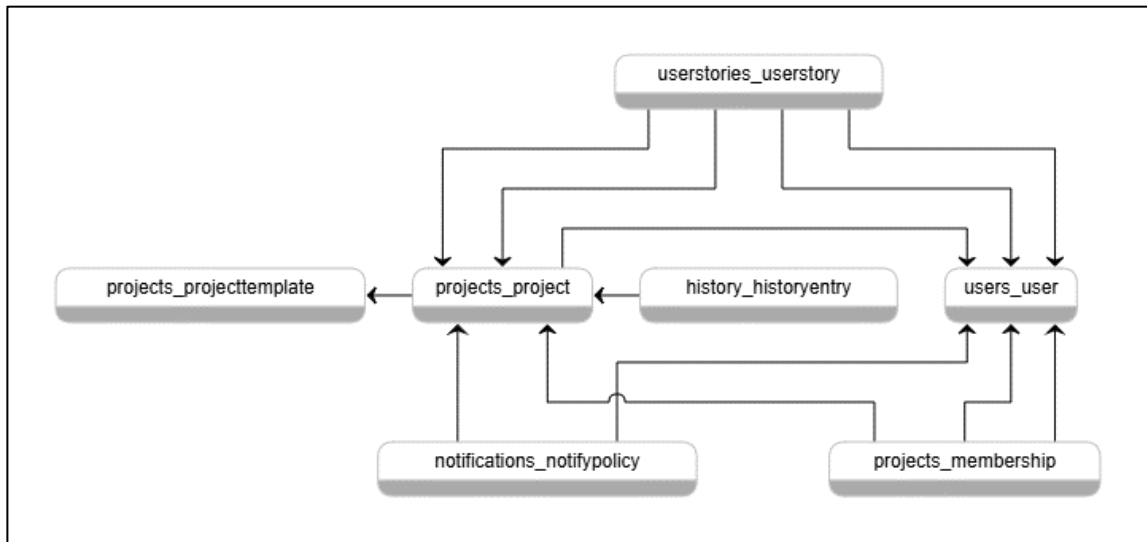 userstories_userstory
projects_projecttemplate
projects_project
history_historyentry
users_user
notifications_notifypolicy
projects_membership